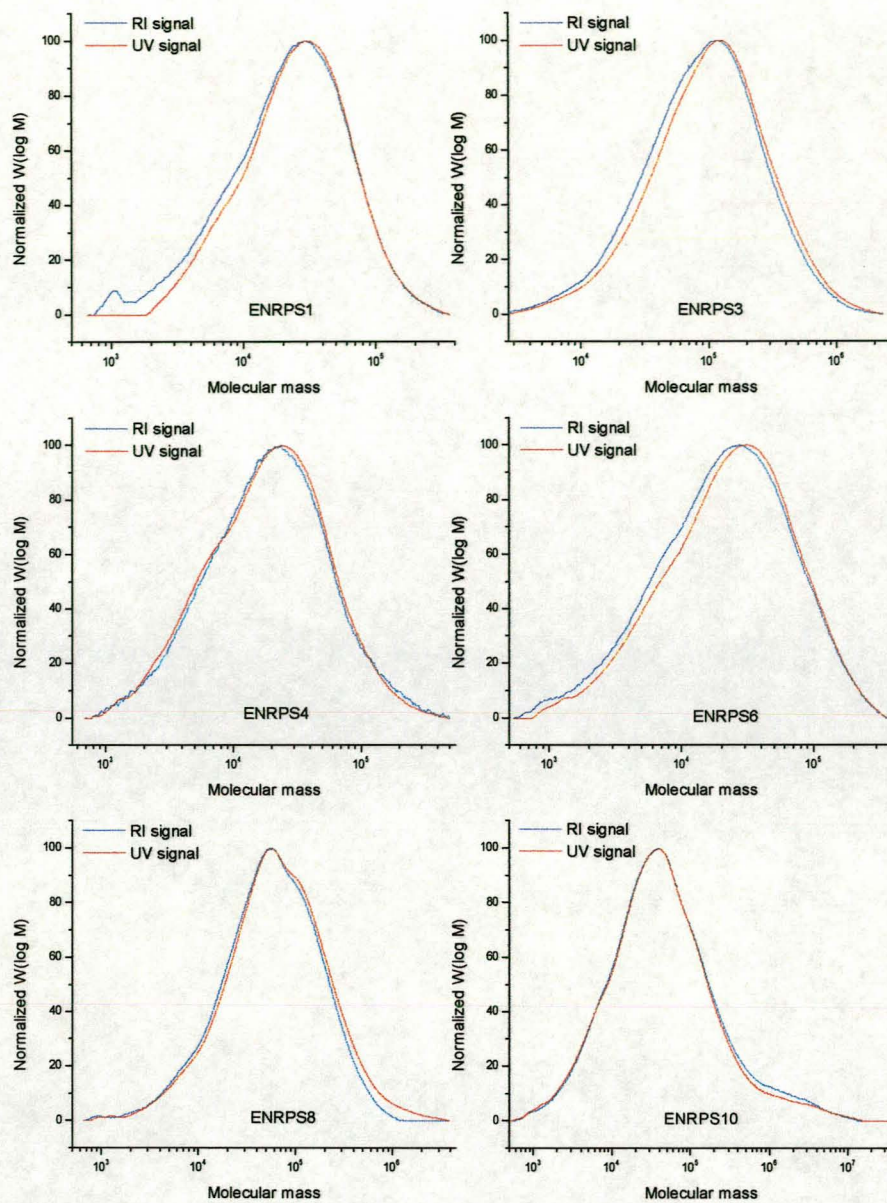 RI signal
UV signal
100
80
60
40
20
0
Normalized W(log M)
ENRPS1
10³
10⁴
10⁵
Molecular mass
RI signal
UV signal
100
80
60
40
20
0
Normalized W(log M)
ENRPS3
10⁴
10⁵
10⁶
Molecular mass
RI signal
UV signal
100
80
60
40
20
0
Normalized W(log M)
ENRPS4
10³
10⁴
10⁵
Molecular mass
RI signal
UV signal
100
80
60
40
20
0
Normalized W(log M)
ENRPS6
10³
10⁴
10⁵
Molecular mass
RI signal
UV signal
100
80
60
40
20
0
Normalized W(log M)
ENRPS8
10³
10⁴
10⁵
10⁶
Molecular mass
RI signal
UV signal
100
80
60
40
20
0
Normalized W(log M)
ENRPS10
10³
10⁴
10⁵
10⁶
10⁷
Molecular mass